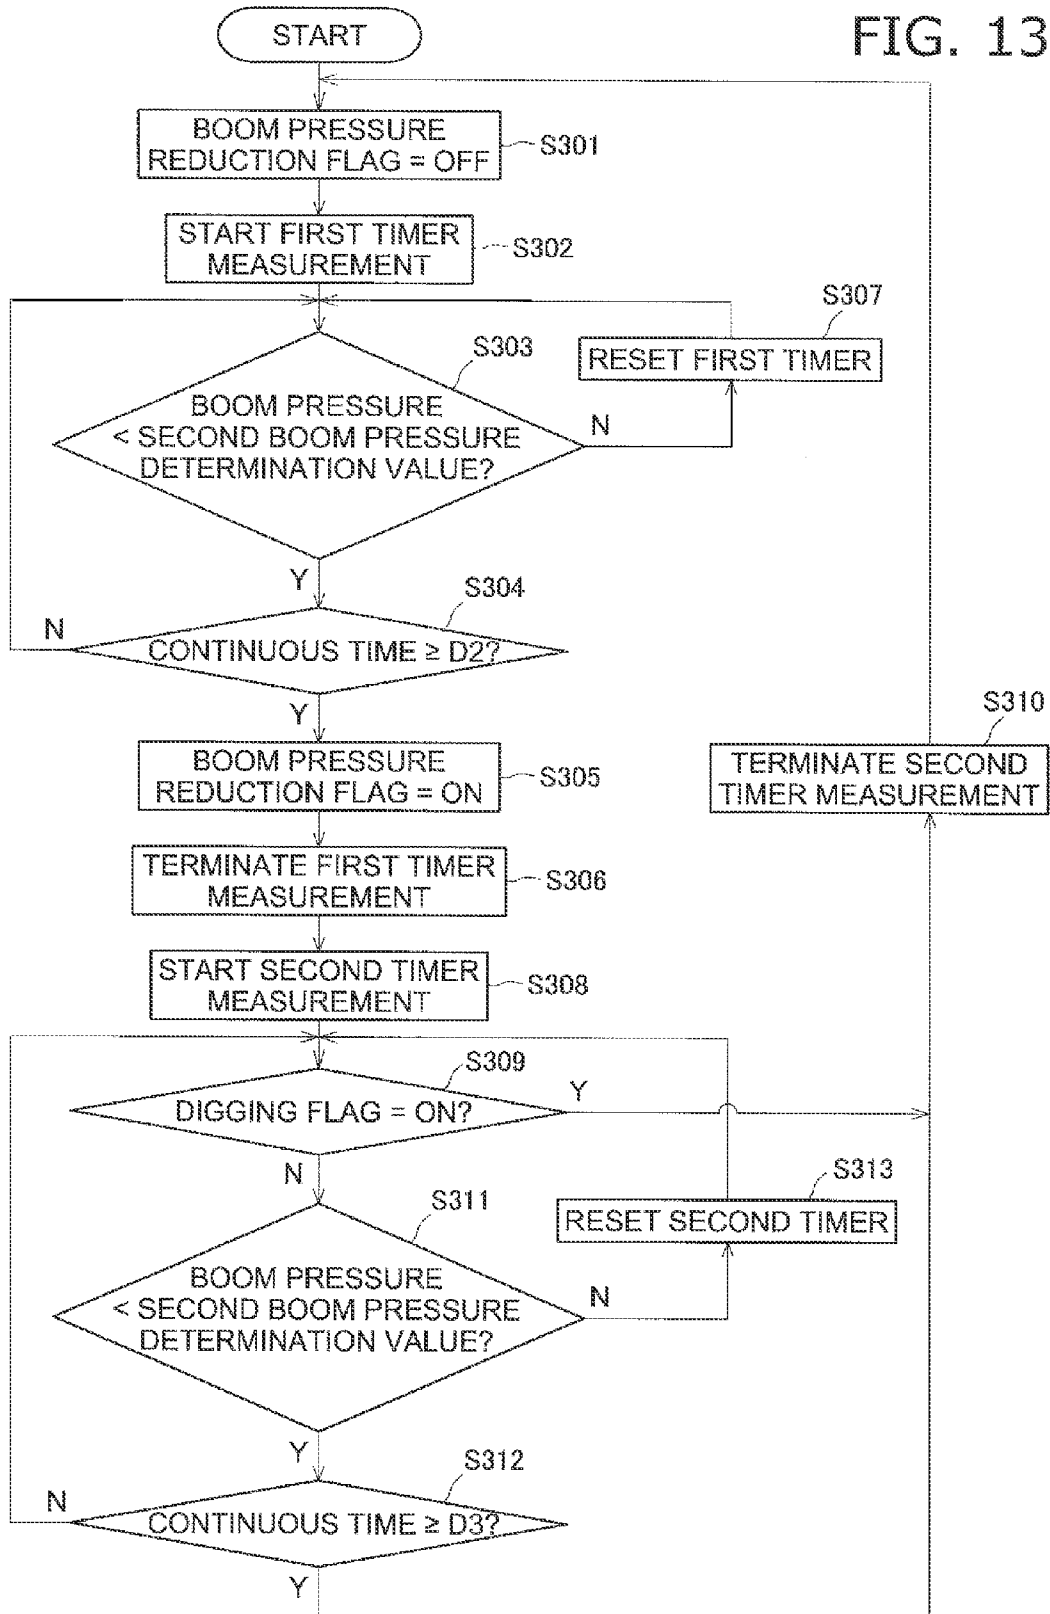 FIG. 13
START
BOOM PRESSURE
REDUCTION FLAG = OFF
S301
START FIRST TIMER
MEASUREMENT
S302
S307
RESET FIRST TIMER
S303
BOOM PRESSURE
< SECOND BOOM PRESSURE
DETERMINATION VALUE?
N
Y
S304
N
CONTINUOUS TIME ≥ D2?
Y
BOOM PRESSURE
REDUCTION FLAG = ON
S305
S310
TERMINATE SECOND
TIMER MEASUREMENT
TERMINATE FIRST TIMER
MEASUREMENT
S306
START SECOND TIMER
MEASUREMENT
S308
S309
DIGGING FLAG = ON?
Y
N
S313
RESET SECOND TIMER
S311
BOOM PRESSURE
< SECOND BOOM PRESSURE
DETERMINATION VALUE?
N
Y
S312
N
CONTINUOUS TIME ≥ D3?
Y